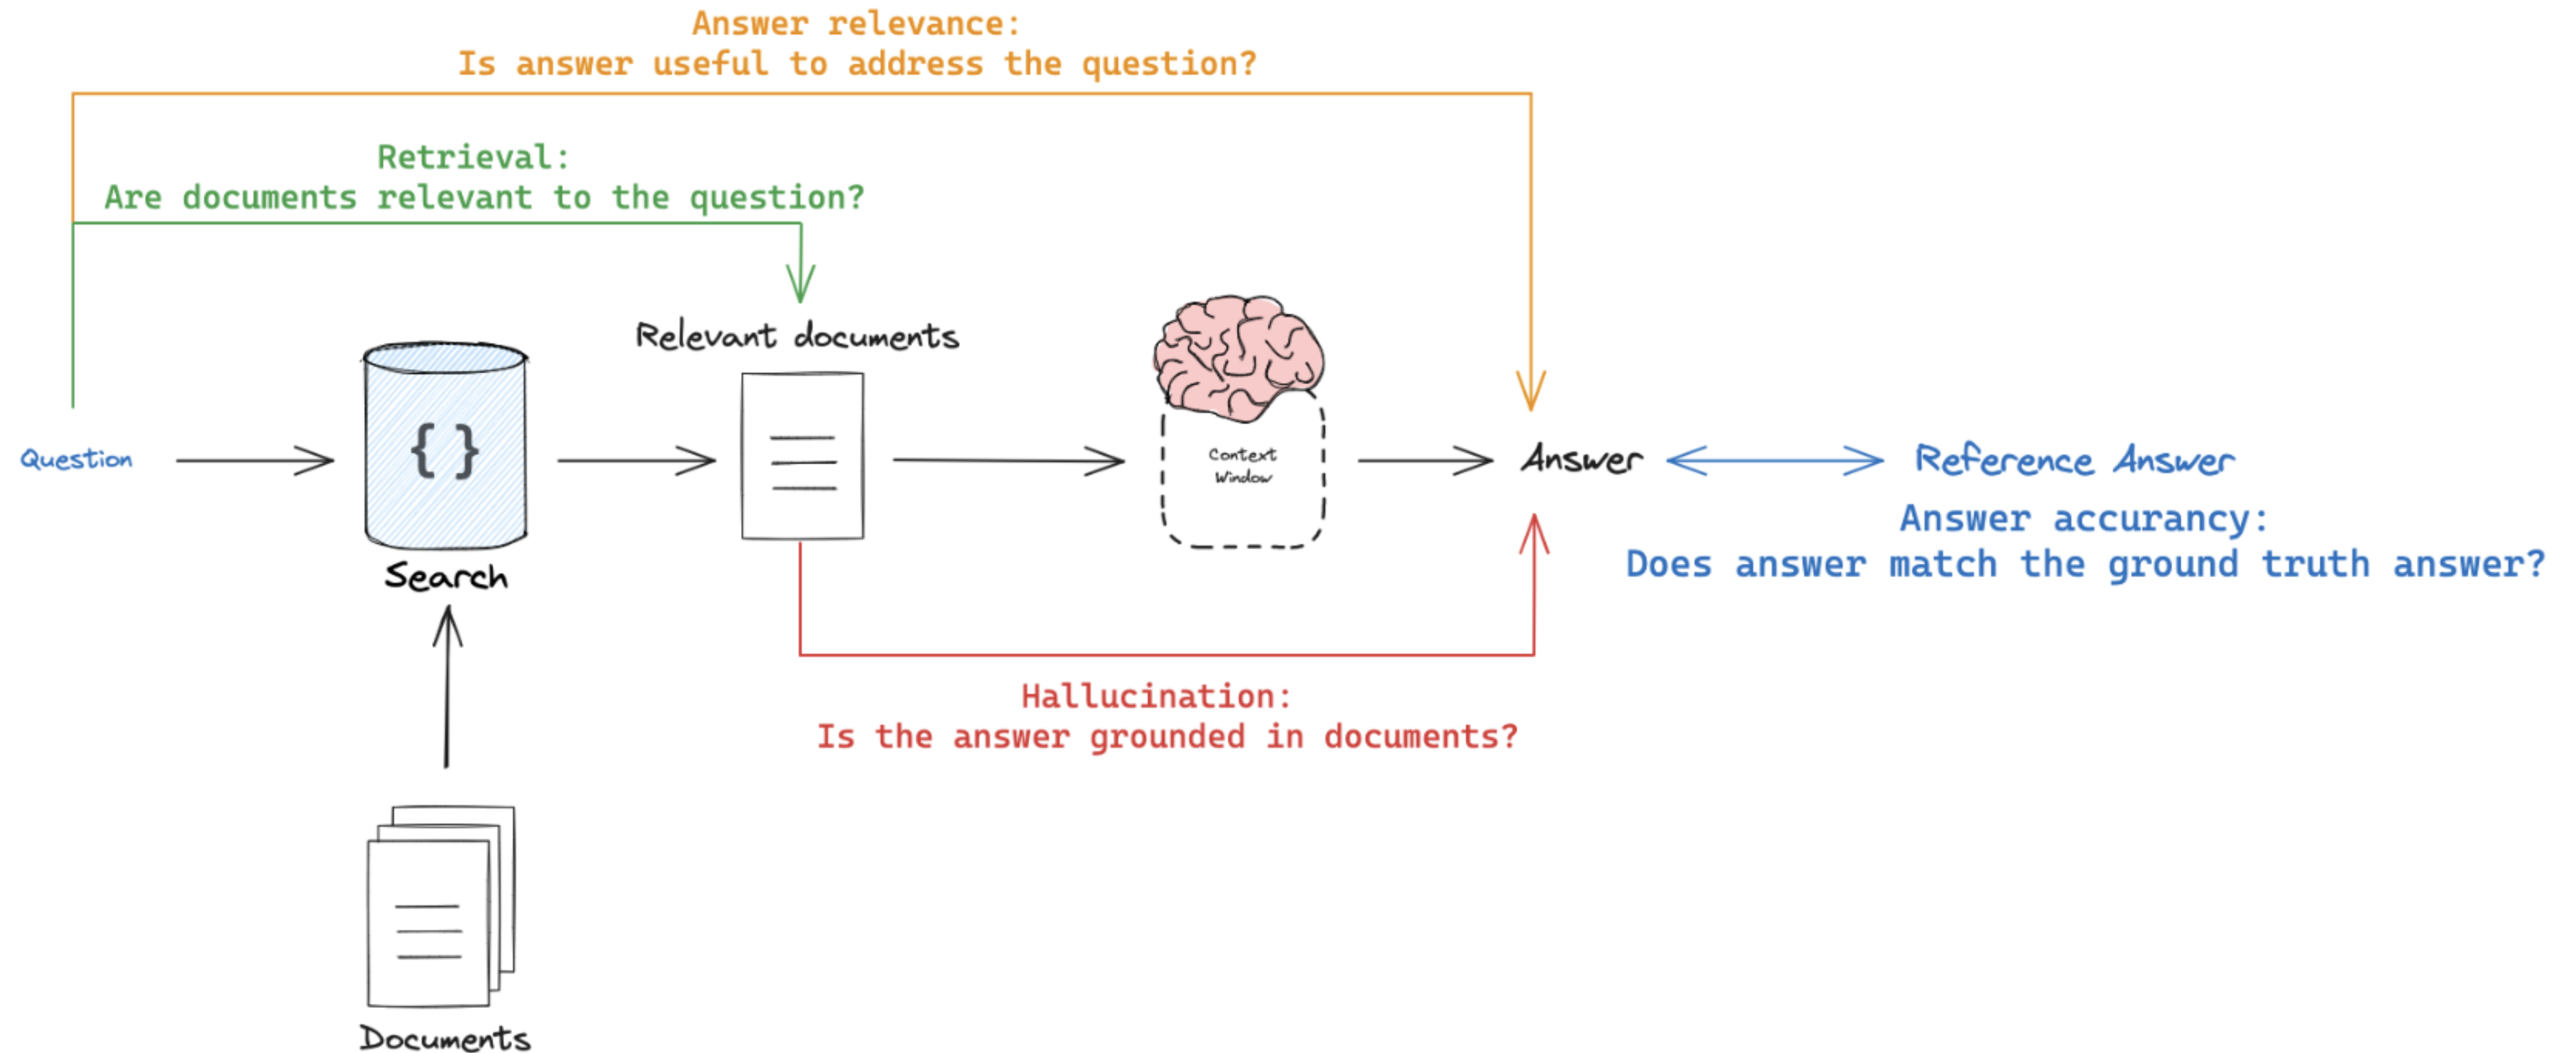 Answer relevance:
Is answer useful to address the question?
Retrieval:
Are documents relevant to the question?
Relevant documents
Question
{}
Context
Window
Answer
Reference Answer
Answer accurancy:
Does answer match the ground truth answer?
Search
Hallucination:
Is the answer grounded in documents?
Documents